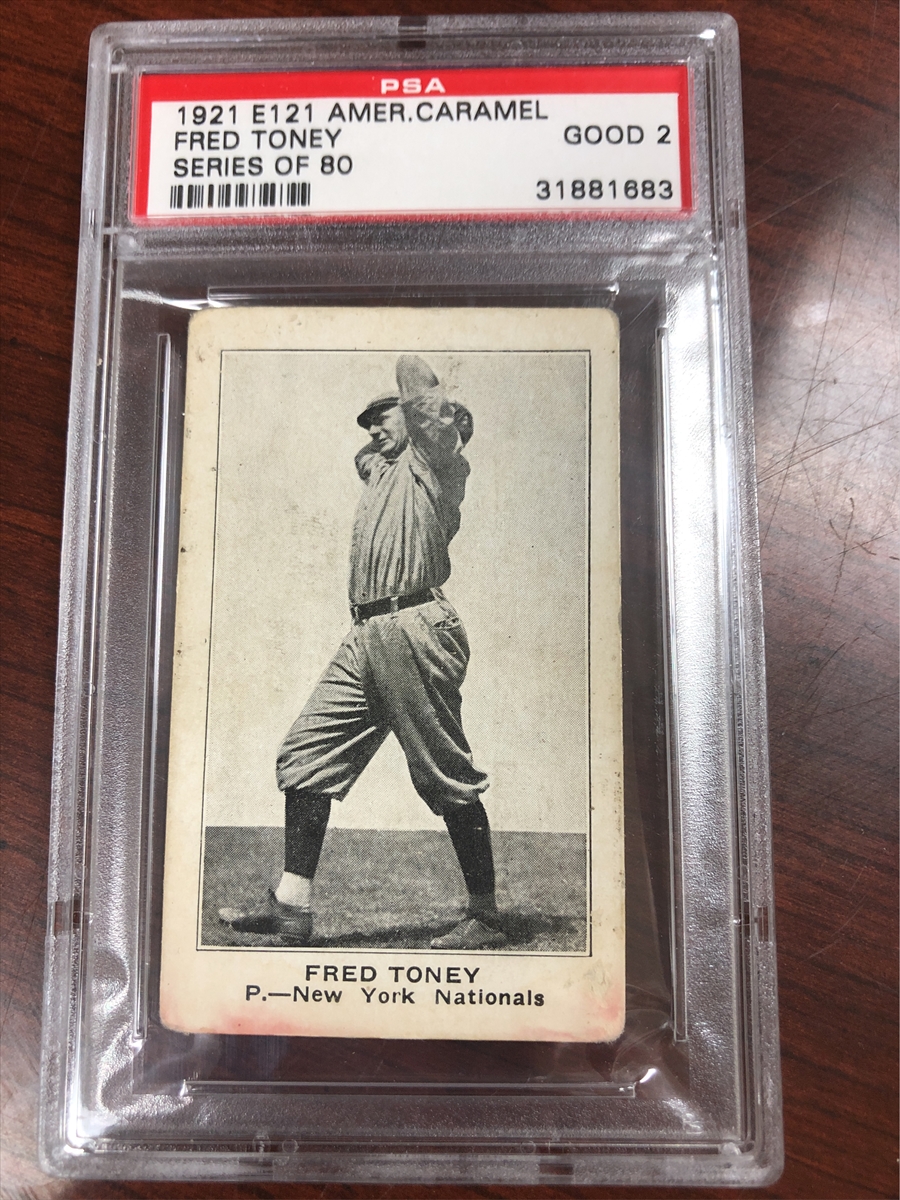 PSA
1921 E121 AMER.CARAMEL
FRED TONEY GOOD 2
SERIES OF 80
31881683
FRED TONEY
P.—New York Nationals